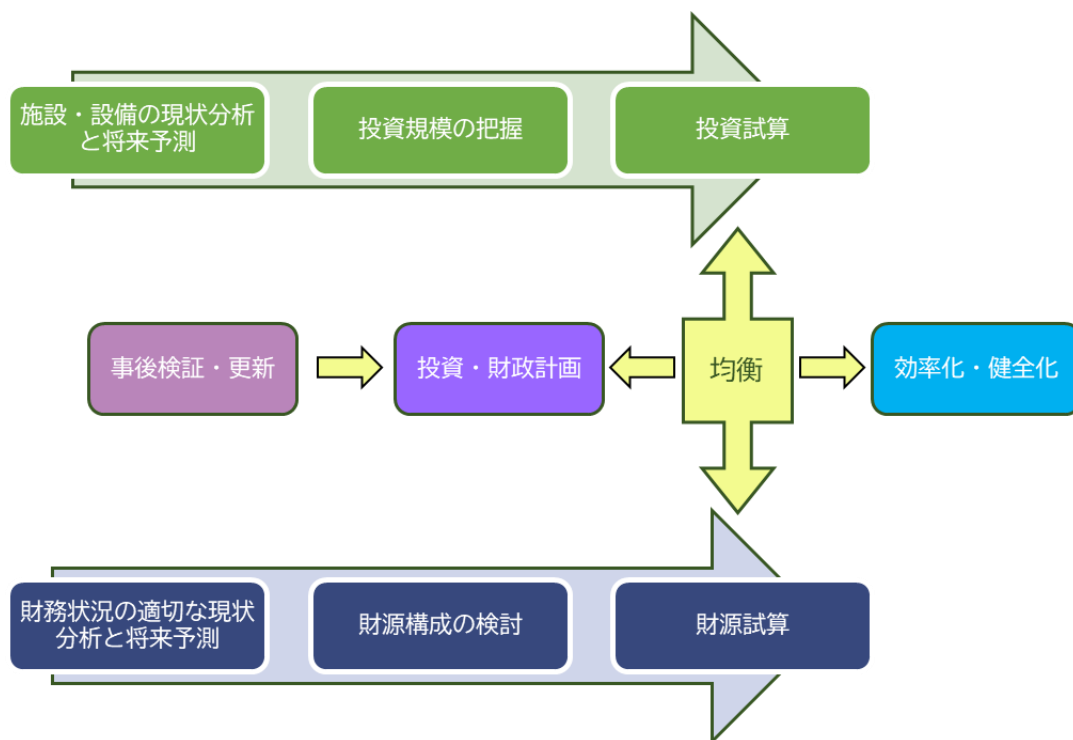 施設・設備の現状分析
と将来予測
投資規模の把握
投資試算
事後検証・更新
投資・財政計画
均衡
効率化・健全化
財務状況の適切な現状
分析と将来予測
財源構成の検討
財源試算